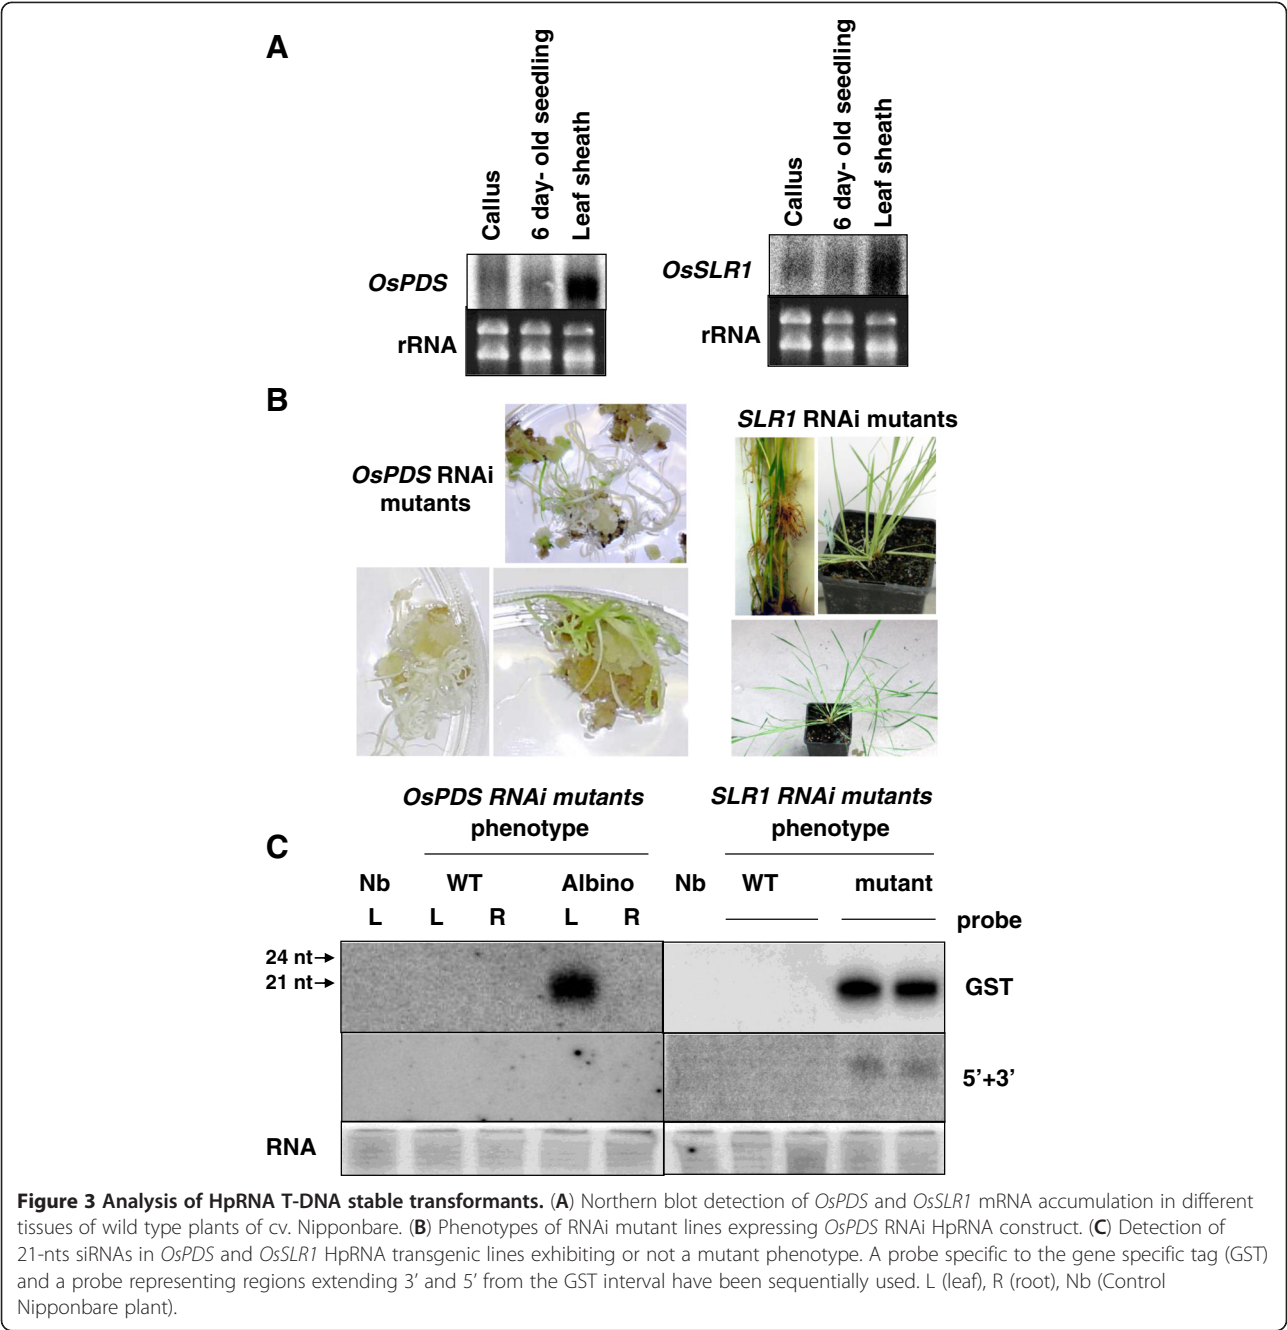 A
Callus
6 day- old seedling
Leaf sheath
Callus
6 day- old seedling
Leaf sheath
OsPDS
rRNA
OsSLR1
rRNA
B
OsPDS RNAi
mutants
SLR1 RNAi mutants
OsPDS RNAi mutants
phenotype
SLR1 RNAi mutants
phenotype
C
Nb WT Albino Nb WT mutant
L L R L R probe
24 nt→
21 nt→
GST
5’+3’
RNA
Figure 3 Analysis of HpRNA T-DNA stable transformants. (A) Northern blot detection of OsPDS and OsSLR1 mRNA accumulation in different
tissues of wild type plants of cv. Nipponbare. (B) Phenotypes of RNAi mutant lines expressing OsPDS RNAi HpRNA construct. (C) Detection of
21-nts siRNAs in OsPDS and OsSLR1 HpRNA transgenic lines exhibiting or not a mutant phenotype. A probe specific to the gene specific tag (GST)
and a probe representing regions extending 3′ and 5′ from the GST interval have been sequentially used. L (leaf), R (root), Nb (Control
Nipponbare plant).